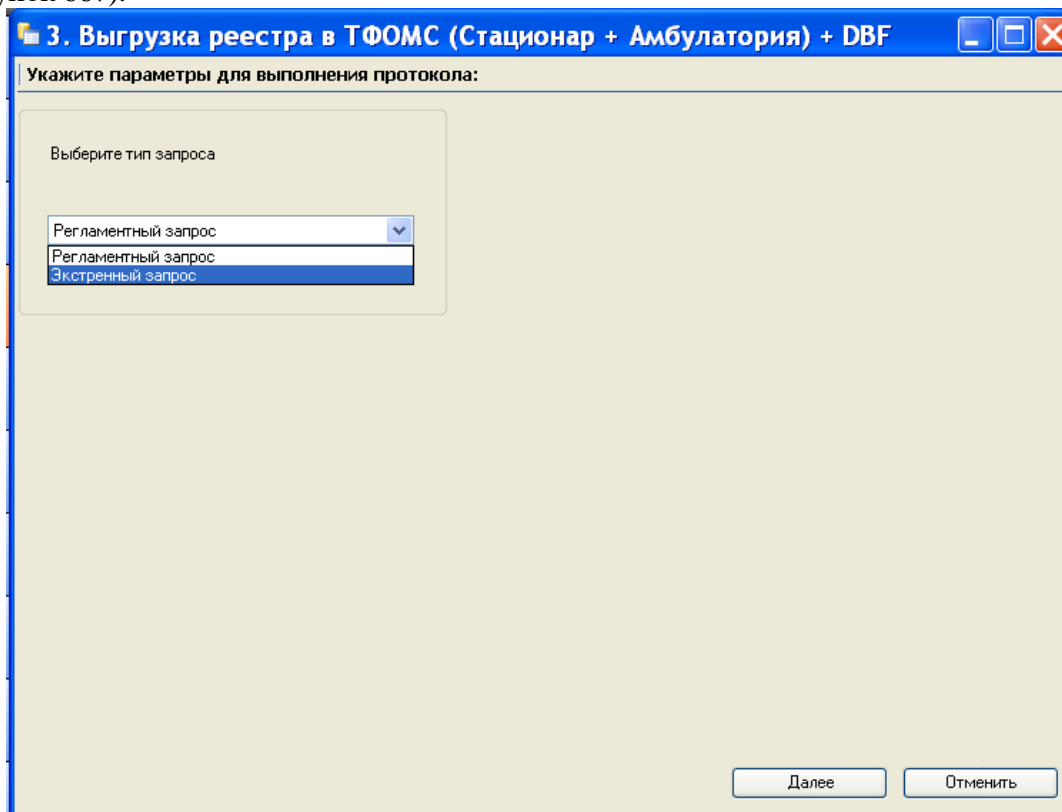 3. Выгрузка реестра в ТФОМС (Стационар + Амбулатория) + DBF
Укажите параметры для выполнения протокола:
Выберите тип запроса
Регламентный запрос
Регламентный запрос
Экстренный запрос
Далее
Отменить